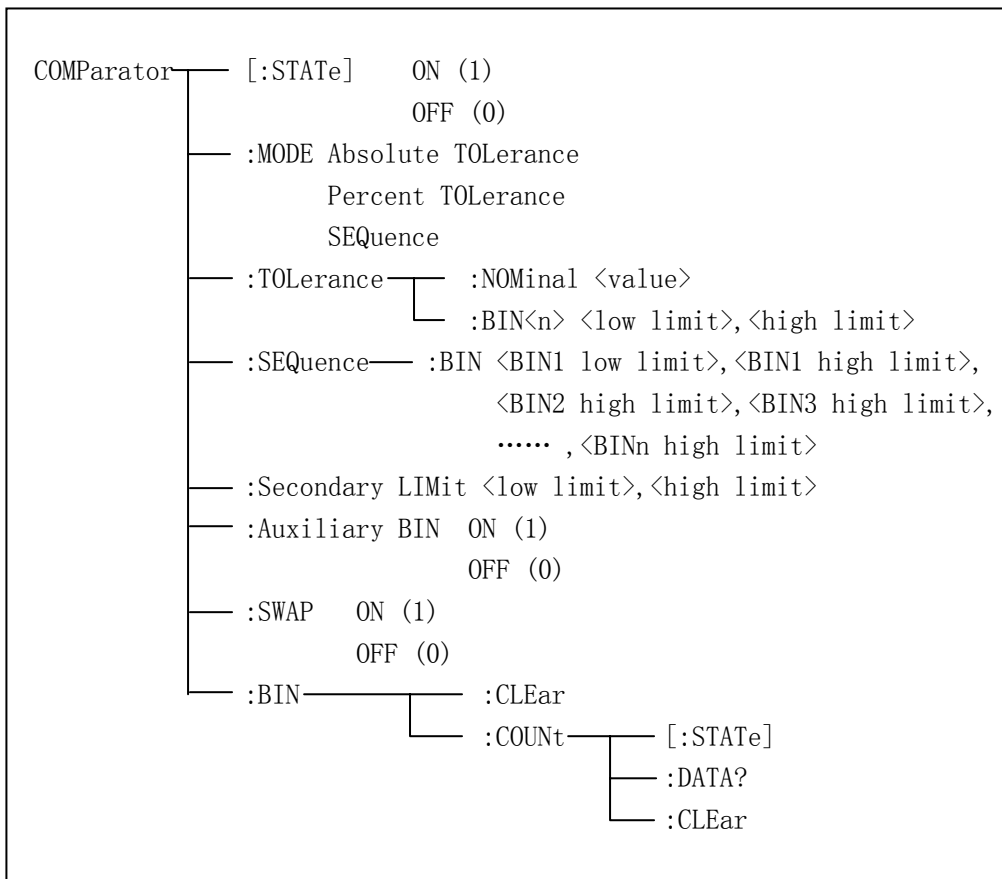 COMParator [:STATe] ON (1)
OFF (0)
:MODE Absolute TOLerance
Percent TOLerance
SEQuence
:TOLerance :NOMinal <value>
:BIN<n> <low limit>,<high limit>
:SEQuence :BIN <BIN1 low limit>,<BIN1 high limit>,
<BIN2 high limit>,<BIN3 high limit>,
…… ,<BINn high limit>
:Secondary LIMit <low limit>,<high limit>
:Auxiliary BIN ON (1)
OFF (0)
:SWAP ON (1)
OFF (0)
:BIN :CLEar
:COUNt [:STATe]
:DATA?
:CLEar